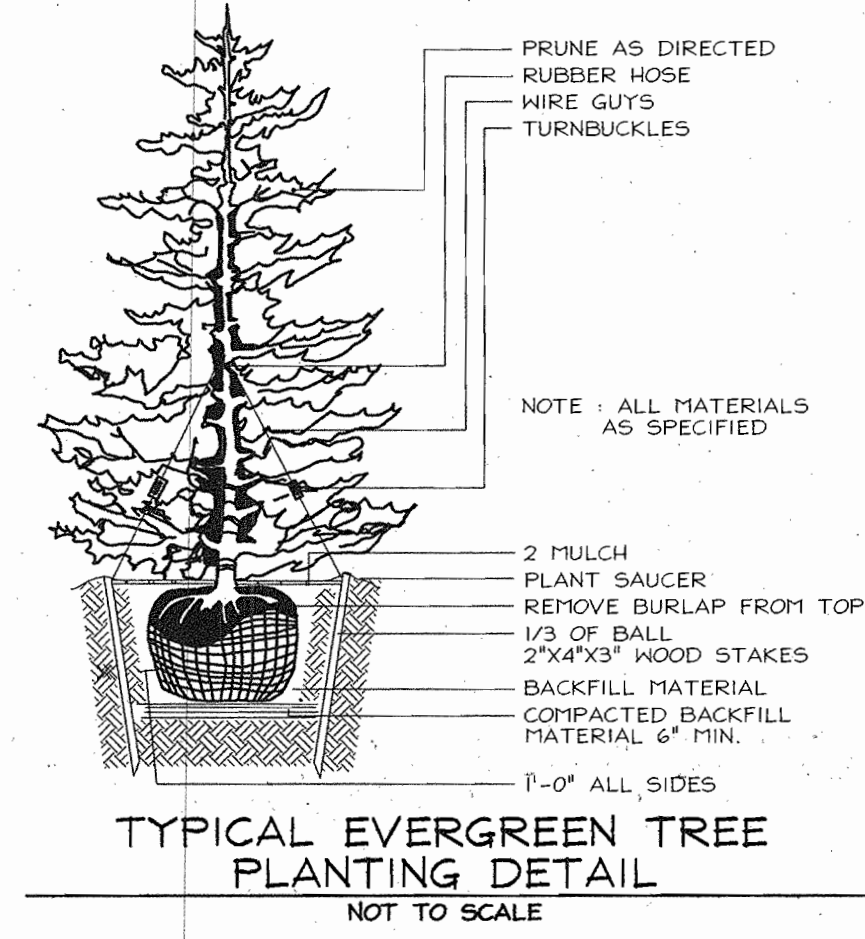 PRUNE AS DIRECTED
RUBBER HOSE
WIRE GUYS
TURNBUCKLES
NOTE : ALL MATERIALS
AS SPECIFIED
2 MULCH
PLANT SAUCER
REMOVE BURLAP FROM TOP
1/3 OF BALL
2"X4"X3" WOOD STAKES
BACKFILL MATERIAL
COMPACTED BACKFILL
MATERIAL 6" MIN.
1'-0" ALL SIDES
TYPICAL EVERGREEN TREE
PLANTING DETAIL
NOT TO SCALE